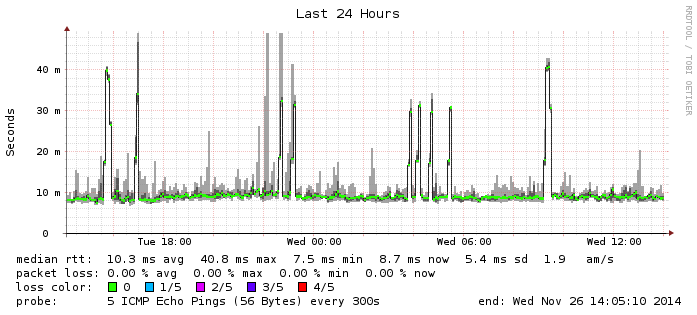 Last 24 Hours
RRDTOOL / TOBI OETIKER
Seconds
40 m
30 m
20 m
10 m
0
Tue 18:00 Wed 00:00 Wed 06:00 Wed 12:00
median rtt: 10.3 ms avg 40.8 ms max 7.5 ms min 8.7 ms now 5.4 ms sd 1.9 am/s
packet loss: 0.00 % avg 0.00 % max 0.00 % min 0.00 % now
loss color: 0 1/5 2/5 3/5 4/5
probe: 5 ICMP Echo Pings (56 Bytes) every 300s end: Wed Nov 26 14:05:10 2014